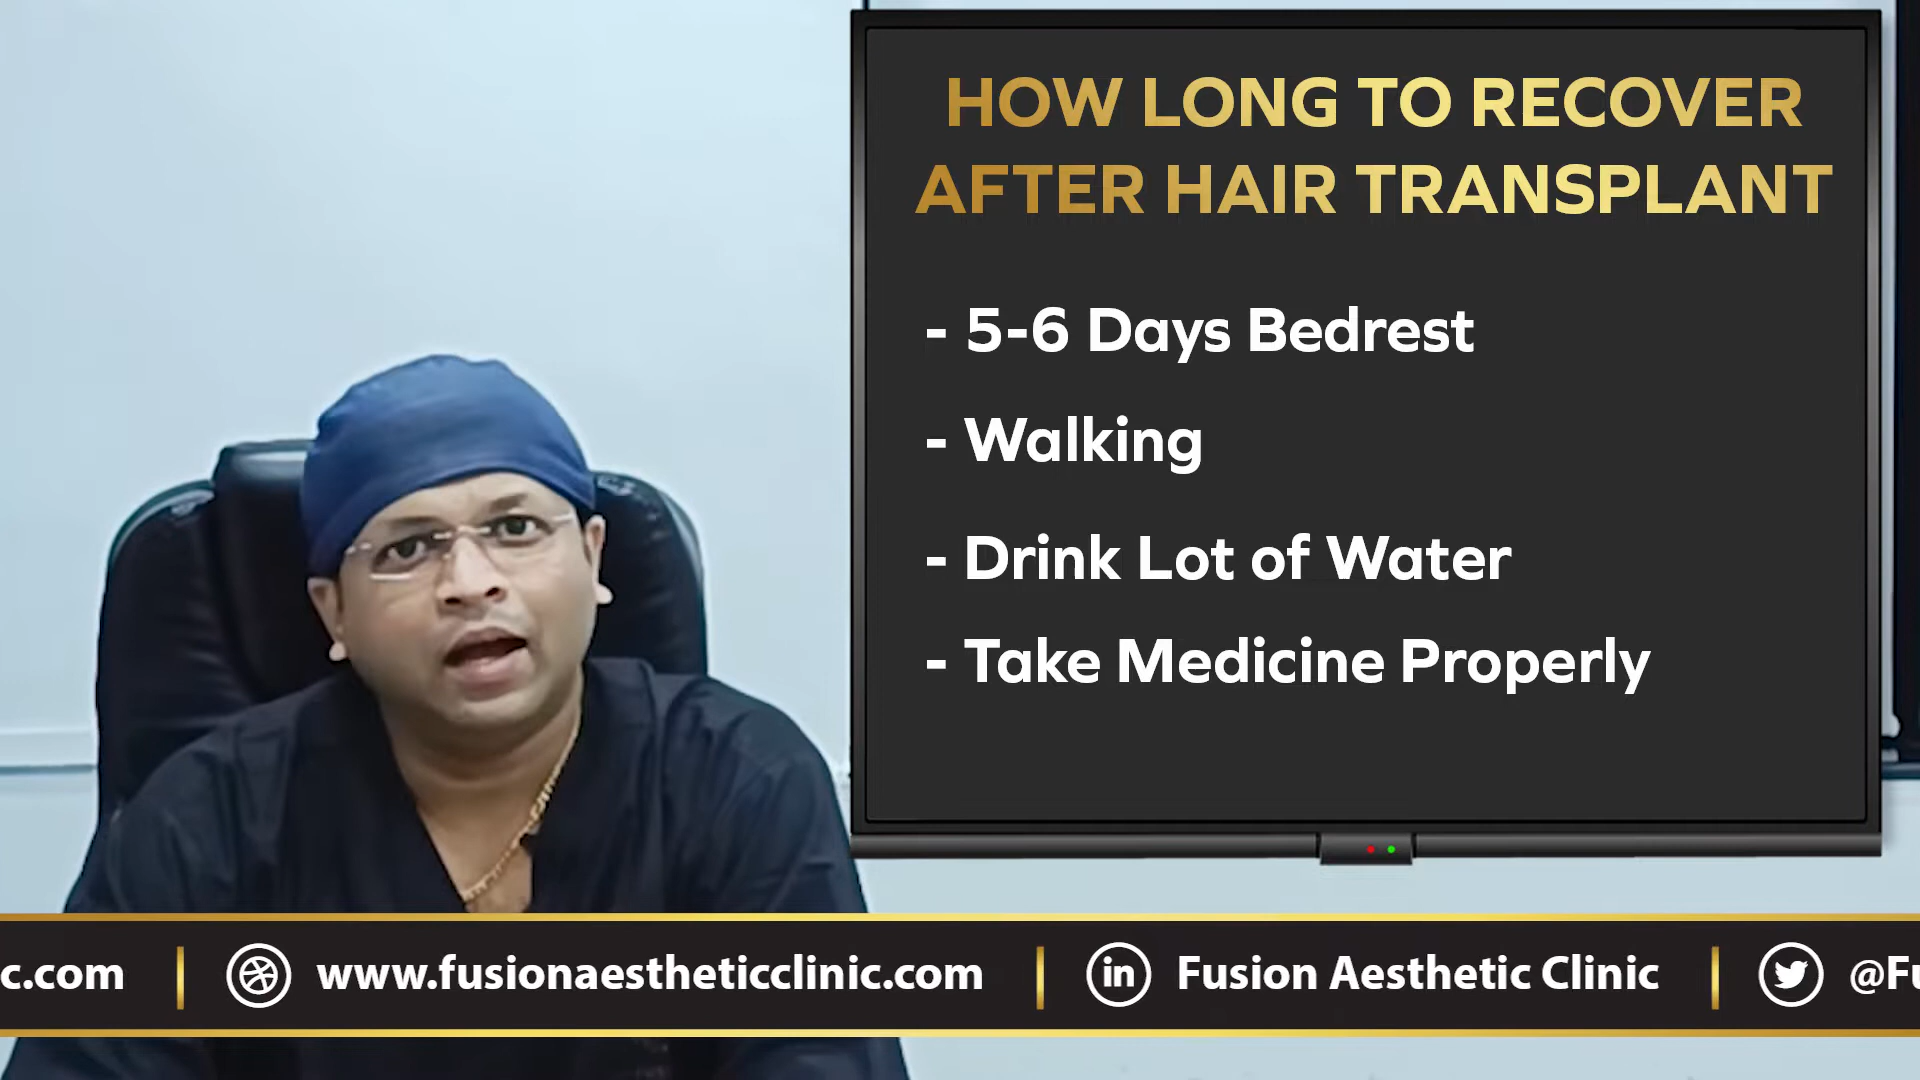 HOW LONG TO RECOVER
AFTER HAIR TRANSPLANT
- 5-6 Days Bedrest
- Walking
- Drink Lot of Water
- Take Medicine Properly
c.com
www.fusionaestheticclinic.com
in Fusion Aesthetic Clinic
@Fu